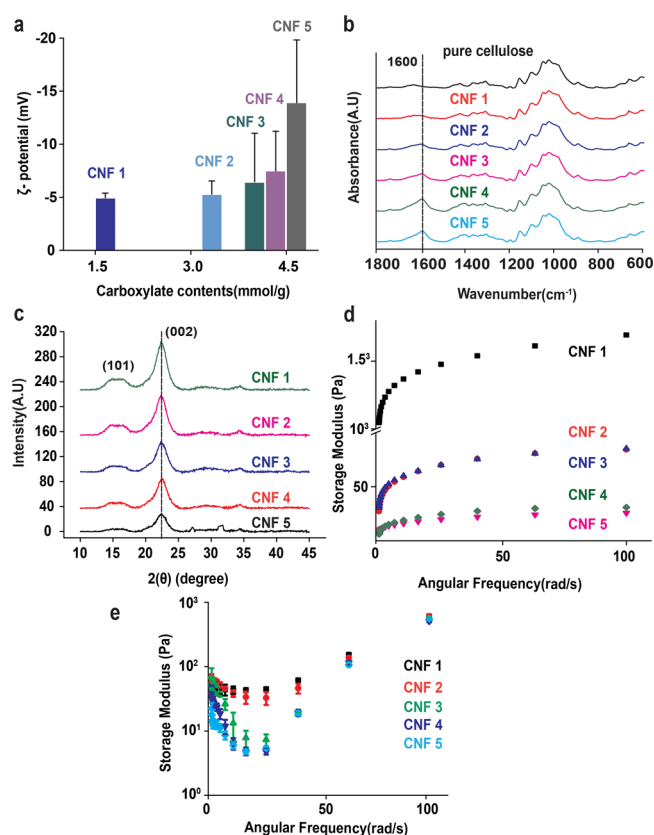 a
ζ- potential (mV)
-20
-15
-10
-5
0
CNF 1
CNF 2
CNF 3
CNF 4
CNF 5
1.5
3.0
4.5
Carboxylate contents(mmol/g)
b
Absorbance(A.U)
pure cellulose
1600
CNF 1
CNF 2
CNF 3
CNF 4
CNF 5
1800 1600 1400 1200 1000 800 600
Wavenumber(cm⁻¹)
c
Intensity(A.U)
320
280
240
200
160
120
80
40
0
(101)
(002)
CNF 1
CNF 2
CNF 3
CNF 4
CNF 5
10 15 20 25 30 35 40 45
2(θ) (degree)
d
Storage Modulus (Pa)
1.5³
10³
50
CNF 1
CNF 2
CNF 3
CNF 4
CNF 5
0 50 100
Angular Frequency(rad/s)
e
Storage Modulus (Pa)
10³
10²
10¹
10⁰
CNF 1
CNF 2
CNF 3
CNF 4
CNF 5
0 50 100
Angular Frequency(rad/s)